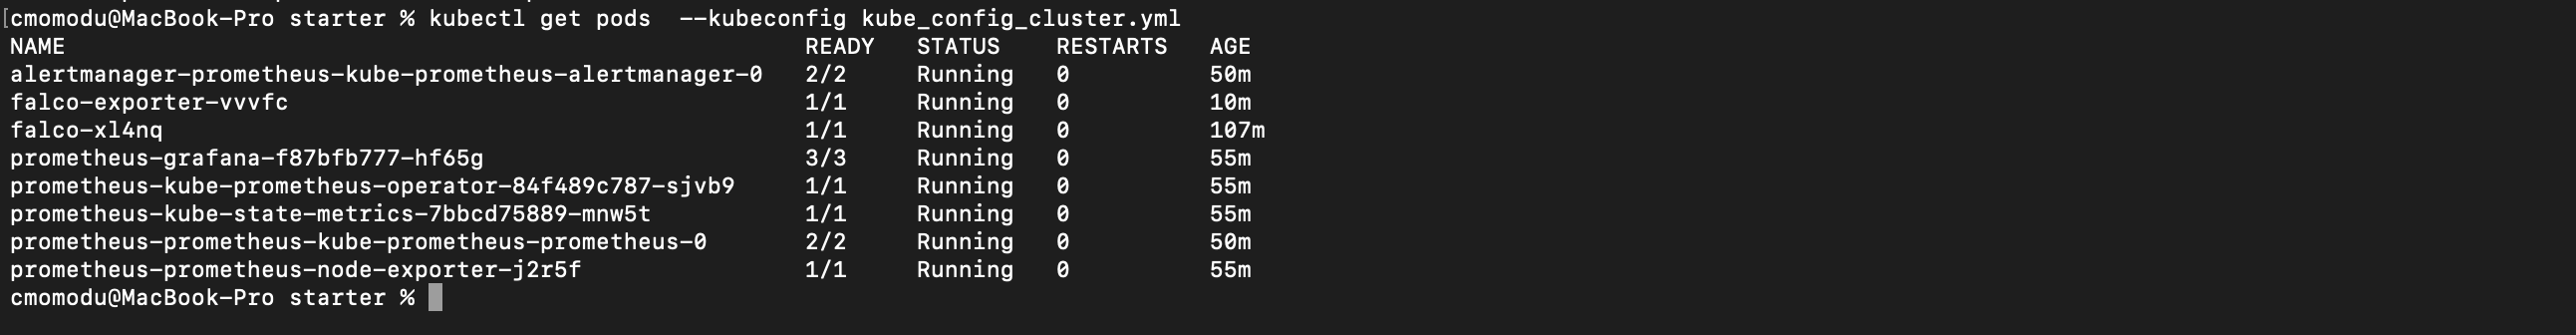 [cmomodu@MacBook-Pro starter % kubectl get pods  --kubeconfig kube_config_cluster.yml
NAME                                                     READY   STATUS    RESTARTS   AGE
alertmanager-prometheus-kube-prometheus-alertmanager-0   2/2     Running   0          50m
falco-exporter-vvvfc                                     1/1     Running   0          10m
falco-xl4nq                                              1/1     Running   0          107m
prometheus-grafana-f87bfb777-hf65g                       3/3     Running   0          55m
prometheus-kube-prometheus-operator-84f489c787-sjvb9     1/1     Running   0          55m
prometheus-kube-state-metrics-7bbcd75889-mnw5t           1/1     Running   0          55m
prometheus-prometheus-kube-prometheus-prometheus-0       2/2     Running   0          50m
prometheus-prometheus-node-exporter-j2r5f                1/1     Running   0          55m
cmomodu@MacBook-Pro starter %